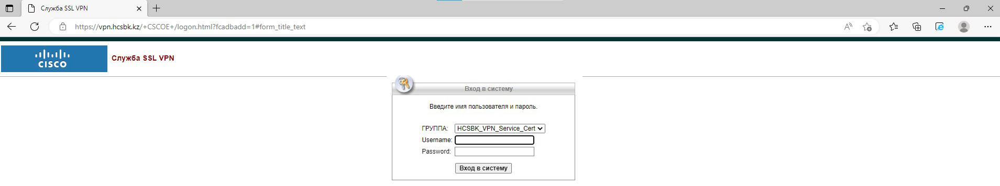 Служба SSL VPN
https://vpn.hcsbk.kz/+CSCOE+/logon.html?fcadbadd=1#form_title_text
CISCO
Служба SSL VPN
Вход в систему
Введите имя пользователя и пароль.
ГРУППА: HCSBK_VPN_Service_Cert
Username:
Password:
Вход в систему